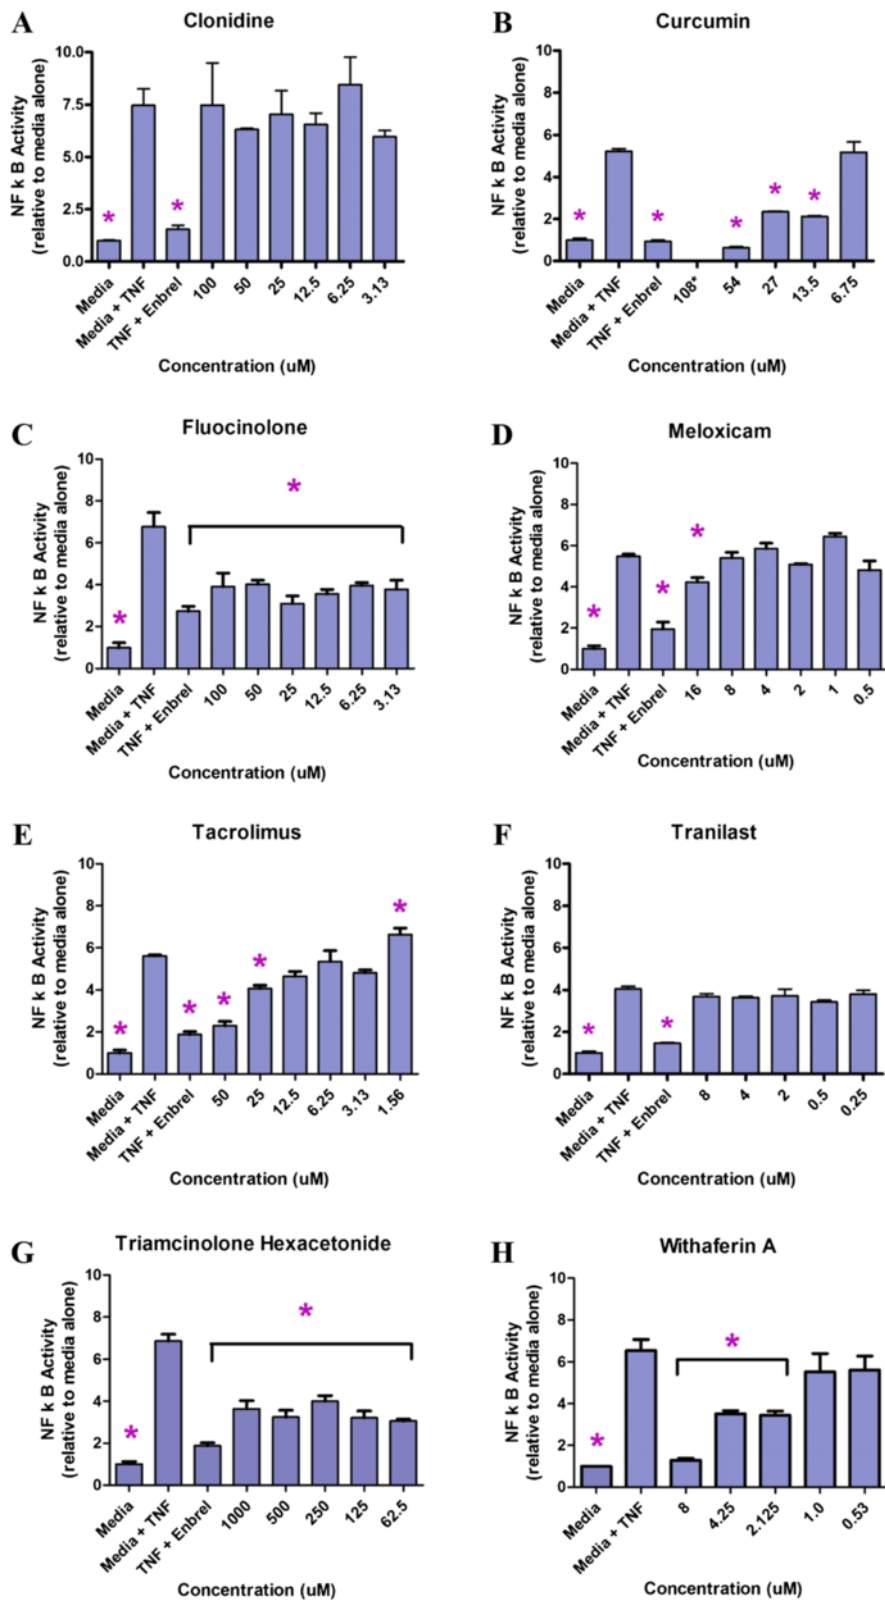 A Clonidine
NF k B Activity
(relative to media alone)
10.0
7.5
5.0
2.5
0.0
*
*
Media
Media + TNF
TNF + Enbrel
100
50
25
12.5
6.25
3.13
Concentration (uM)
B Curcumin
NF k B Activity
(relative to media alone)
10
8
6
4
2
0
*
*
*
*
*
Media
Media + TNF
TNF + Enbrel
108*
54
27
13.5
6.75
Concentration (uM)
C Fluocinolone
NF k B Activity
(relative to media alone)
10
8
6
4
2
0
*
*
Media
Media + TNF
TNF + Enbrel
100
50
25
12.5
6.25
3.13
Concentration (uM)
D Meloxicam
NF k B Activity
(relative to media alone)
10
8
6
4
2
0
*
*
*
Media
Media + TNF
TNF + Enbrel
16
8
4
2
1
0.5
Concentration (uM)
E Tacrolimus
NF k B Activity
(relative to media alone)
10
8
6
4
2
0
*
*
*
*
*
Media
Media + TNF
TNF + Enbrel
50
25
12.5
6.25
3.13
1.56
Concentration (uM)
F Tranilast
NF k B Activity
(relative to media alone)
10
8
6
4
2
0
*
*
Media
Media + TNF
TNF + Enbrel
8
4
2
0.5
0.25
Concentration (uM)
G Triamcinolone Hexacetonide
NF k B Activity
(relative to media alone)
10
8
6
4
2
0
*
*
Media
Media + TNF
TNF + Enbrel
1000
500
250
125
62.5
Concentration (uM)
H Withaferin A
NF k B Activity
(relative to media alone)
10
8
6
4
2
0
*
*
Media
Media + TNF
8
4.25
2.125
1.0
0.53
Concentration (uM)